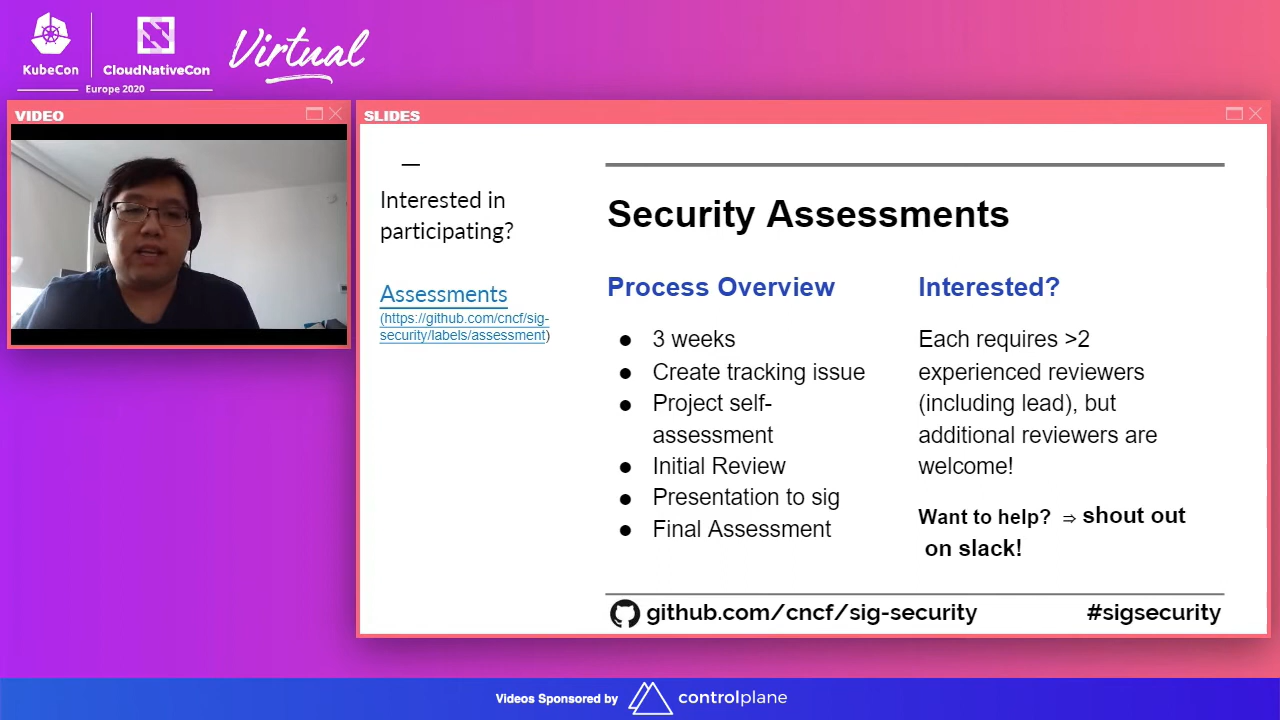 KubeCon
CloudNativeCon
Europe 2020
Virtual
VIDEO
SLIDES
Interested in
participating?
Assessments
(https://github.com/cncf/sig-
security/labels/assessment)
Security Assessments
Process Overview
● 3 weeks
● Create tracking issue
● Project self-
assessment
● Initial Review
● Presentation to sig
● Final Assessment
Interested?
Each requires >2
experienced reviewers
(including lead), but
additional reviewers are
welcome!
Want to help? ⇒ shout out
on slack!
github.com/cncf/sig-security
#sigsecurity
Videos Sponsored by
controlplane